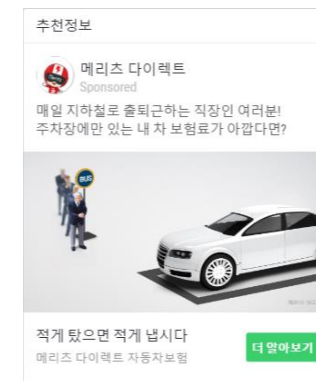 추천정보
메리츠 다이렉트
Sponsored
매일 지하철로 출퇴근하는 직장인 여러분!
주차장에만 있는 내 차 보험료가 아깝다면?
BUS
적게 탔으면 적게 냅시다
메리츠 다이렉트 자동차보험
더 알아보기